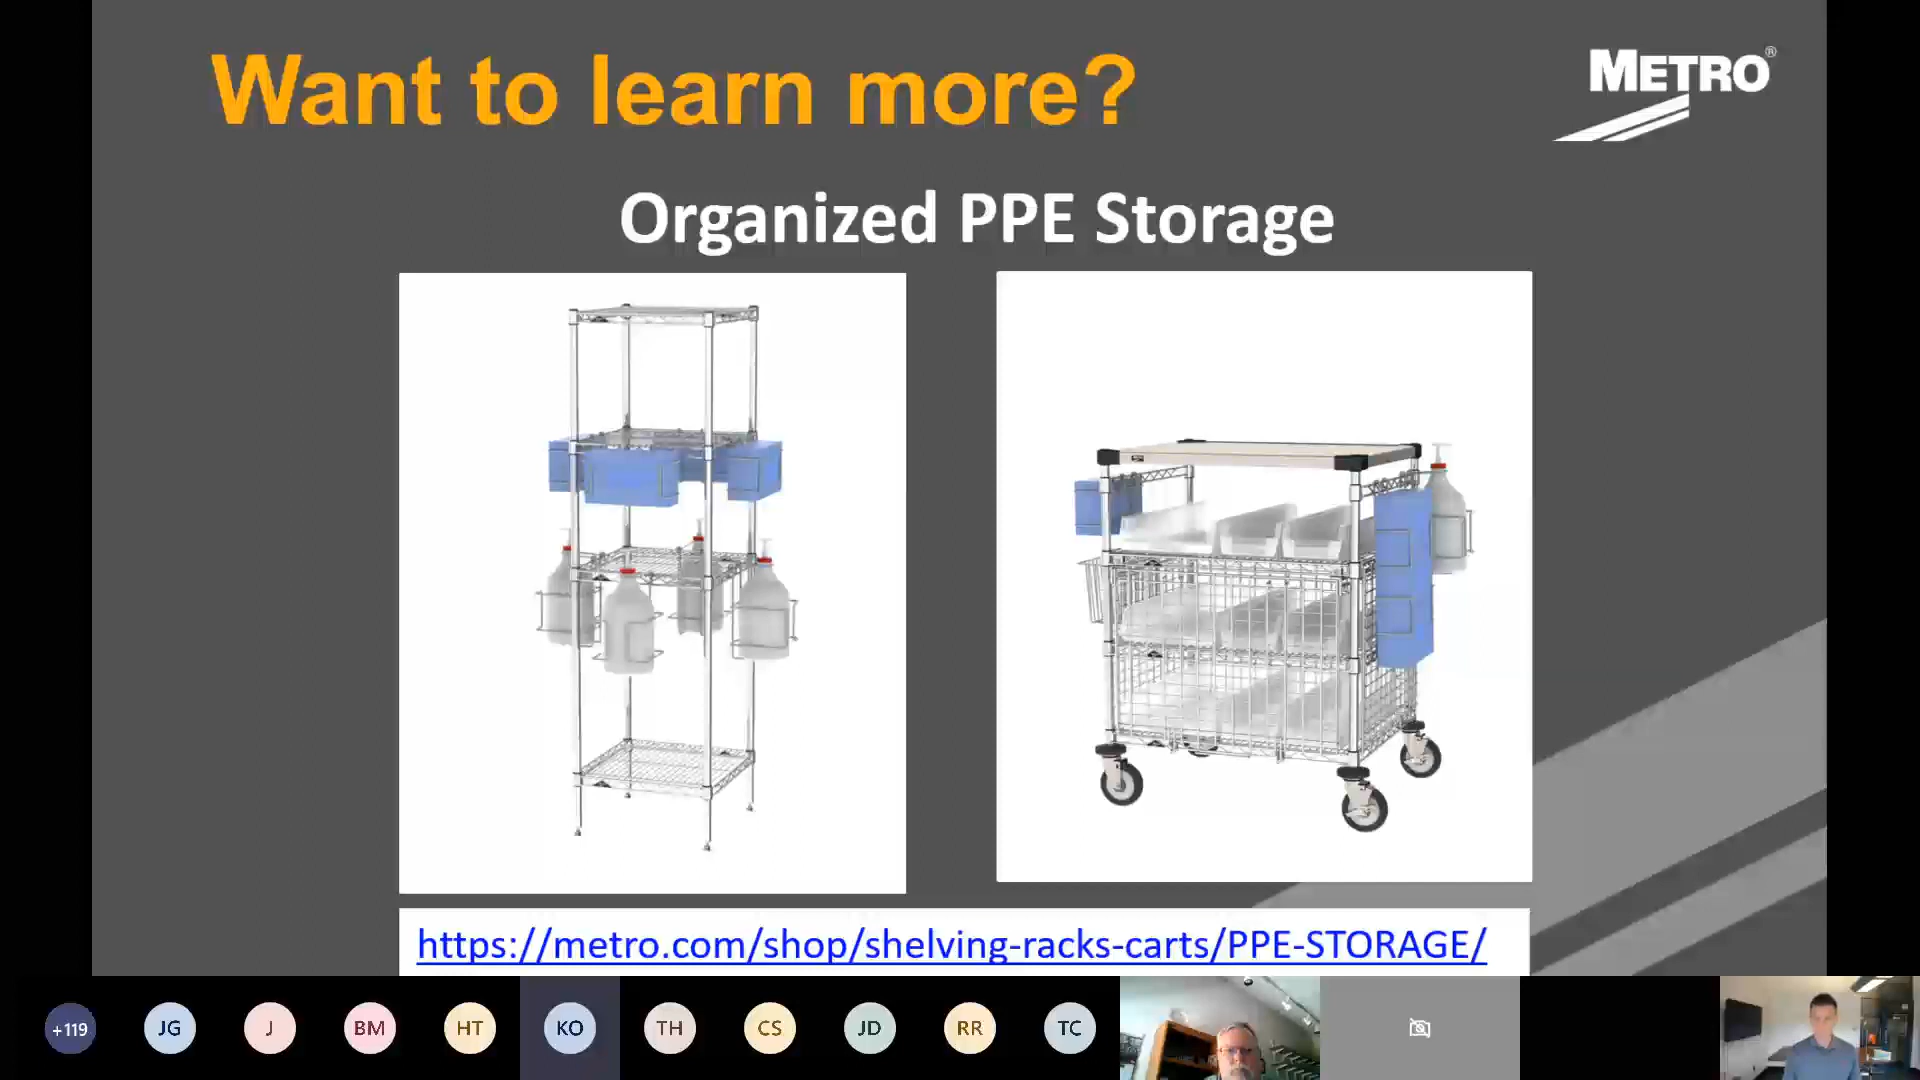 Want to learn more?
METRO®
Organized PPE Storage
https://metro.com/shop/shelving-racks-carts/PPE-STORAGE/
+119
JG
J
BM
HT
KO
TH
CS
JD
RR
TC